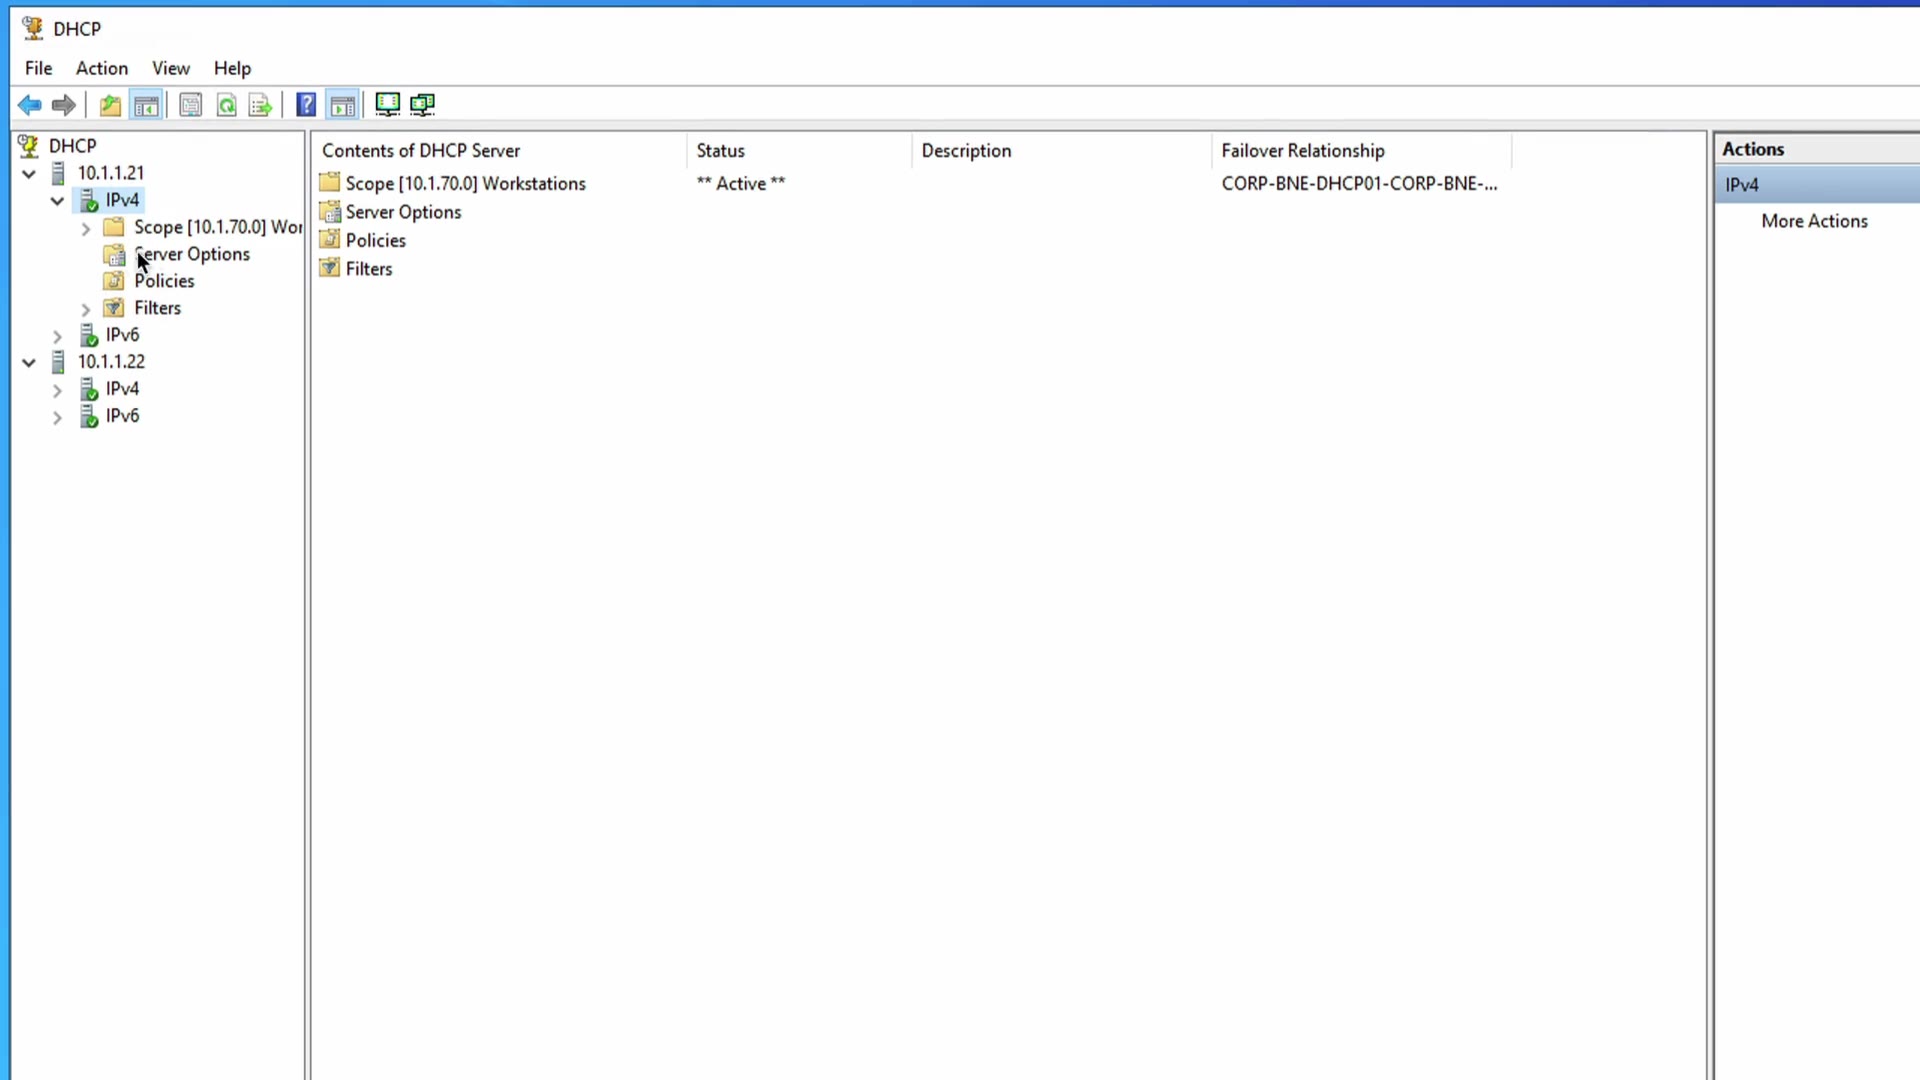 DHCP
File Action View Help
DHCP
10.1.1.21
IPv4
Scope [10.1.70.0] Wor
Server Options
Policies
Filters
IPv6
10.1.1.22
IPv4
IPv6
Contents of DHCP Server Status Description Failover Relationship
Scope [10.1.70.0] Workstations ** Active ** CORP-BNE-DHCP01-CORP-BNE-...
Server Options
Policies
Filters
Actions
IPv4
More Actions